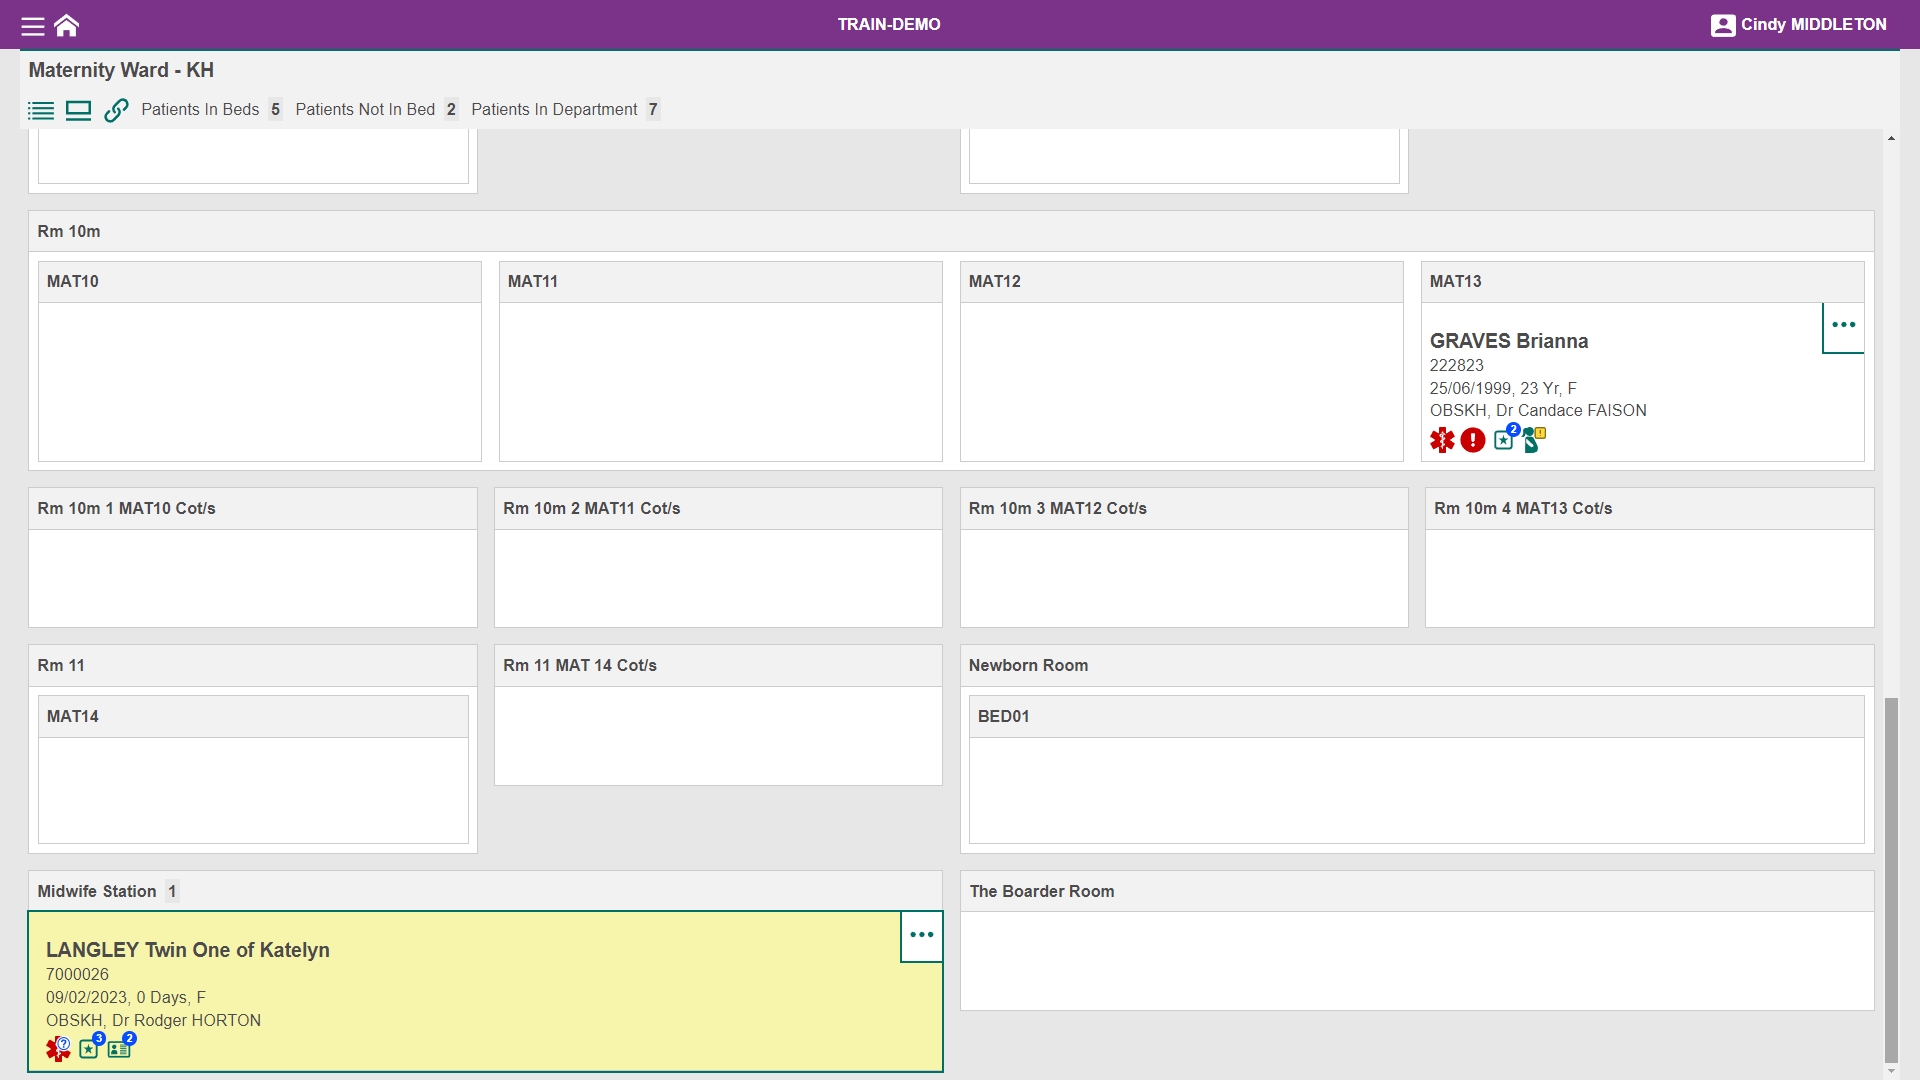 TRAIN-DEMO
Cindy MIDDLETON
Maternity Ward - KH
Patients In Beds 5 Patients Not In Bed 2 Patients In Department 7
Rm 10m
MAT10
MAT11
MAT12
MAT13
GRAVES Brianna
222823
25/06/1999, 23 Yr, F
OBSKH, Dr Candace FAISON
2
Rm 10m 1 MAT10 Cot/s
Rm 10m 2 MAT11 Cot/s
Rm 10m 3 MAT12 Cot/s
Rm 10m 4 MAT13 Cot/s
Rm 11
Rm 11 MAT 14 Cot/s
Newborn Room
MAT14
BED01
Midwife Station 1
The Boarder Room
LANGLEY Twin One of Katelyn
7000026
09/02/2023, 0 Days, F
OBSKH, Dr Rodger HORTON
? 3 2